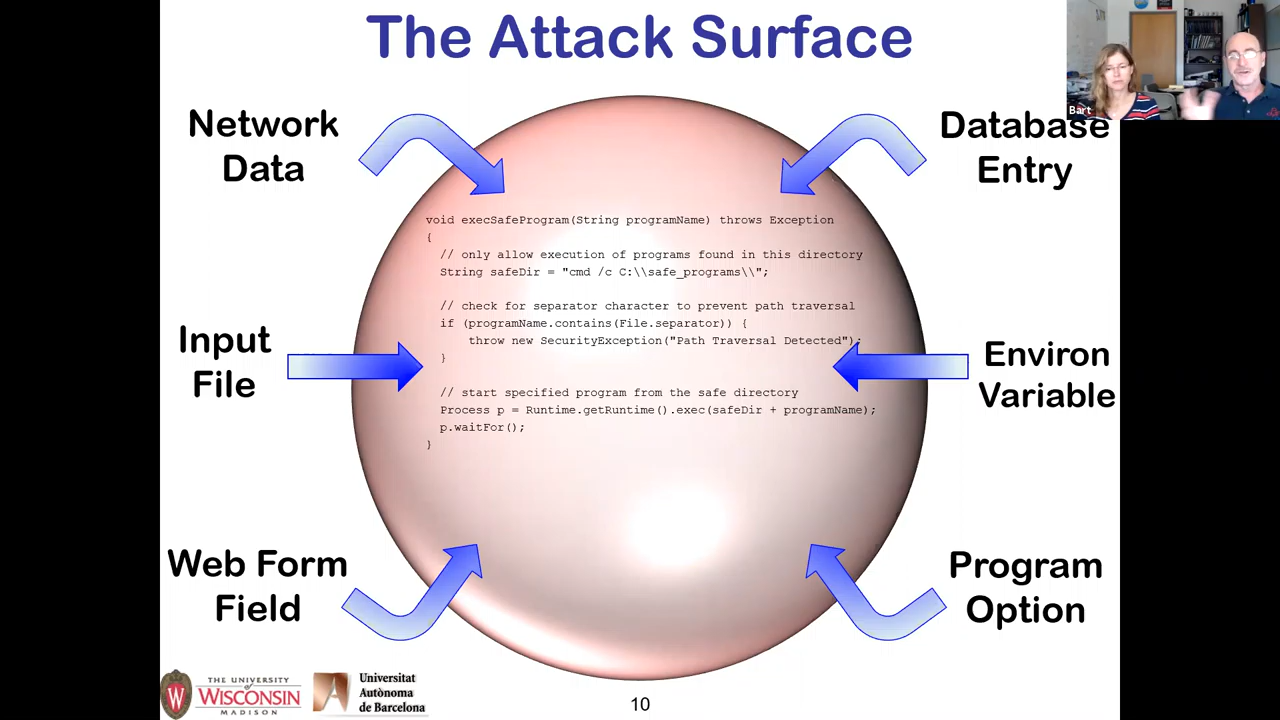 The Attack Surface
Bart
Network
Data
Database
Entry
void execSafeProgram(String programName) throws Exception
{
// only allow execution of programs found in this directory
String safeDir = "cmd /c C:\\safe_programs\\";
// check for separator character to prevent path traversal
if (programName.contains(File.separator)) {
throw new SecurityException("Path Traversal Detected");
}
// start specified program from the safe directory
Process p = Runtime.getRuntime().exec(safeDir + programName);
p.waitFor();
}
Input
File
Environ
Variable
Web Form
Field
Program
Option
THE UNIVERSITY
of
WISCONSIN
MADISON
Universitat
Autònoma
de Barcelona
10